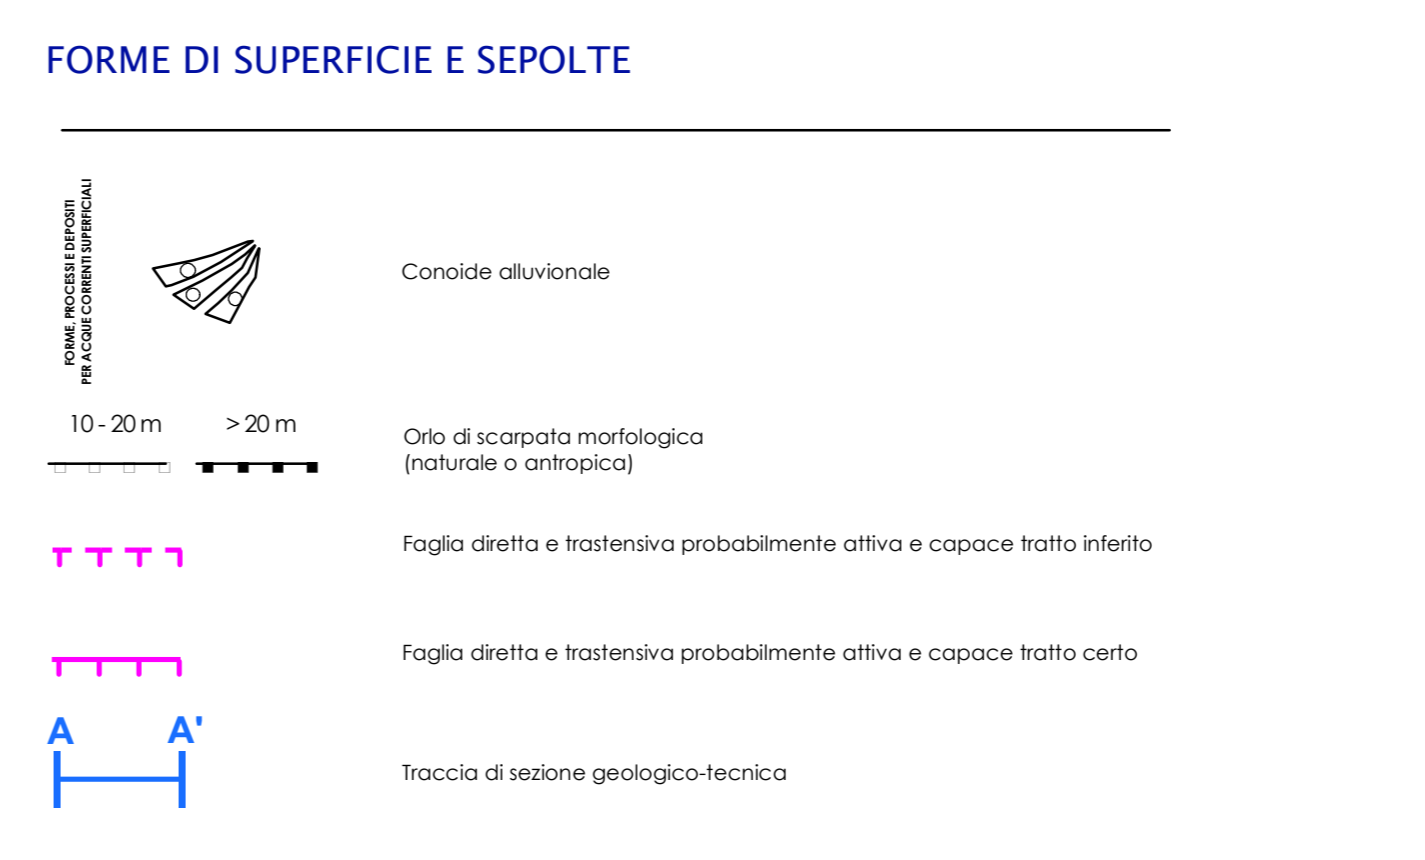 FORME DI SUPERFICIE E SEPOLTE
FORME, PROCESSI E DEPOSITI
PER ACQUE CORRENTI SUPERFICIALI
Conoide alluvionale
10 - 20 m
> 20 m
Orlo di scarpata morfologica
(naturale o antropica)
Faglia diretta e trastensiva probabilmente attiva e capace tratto inferito
Faglia diretta e trastensiva probabilmente attiva e capace tratto certo
A
A'
Traccia di sezione geologico-tecnica